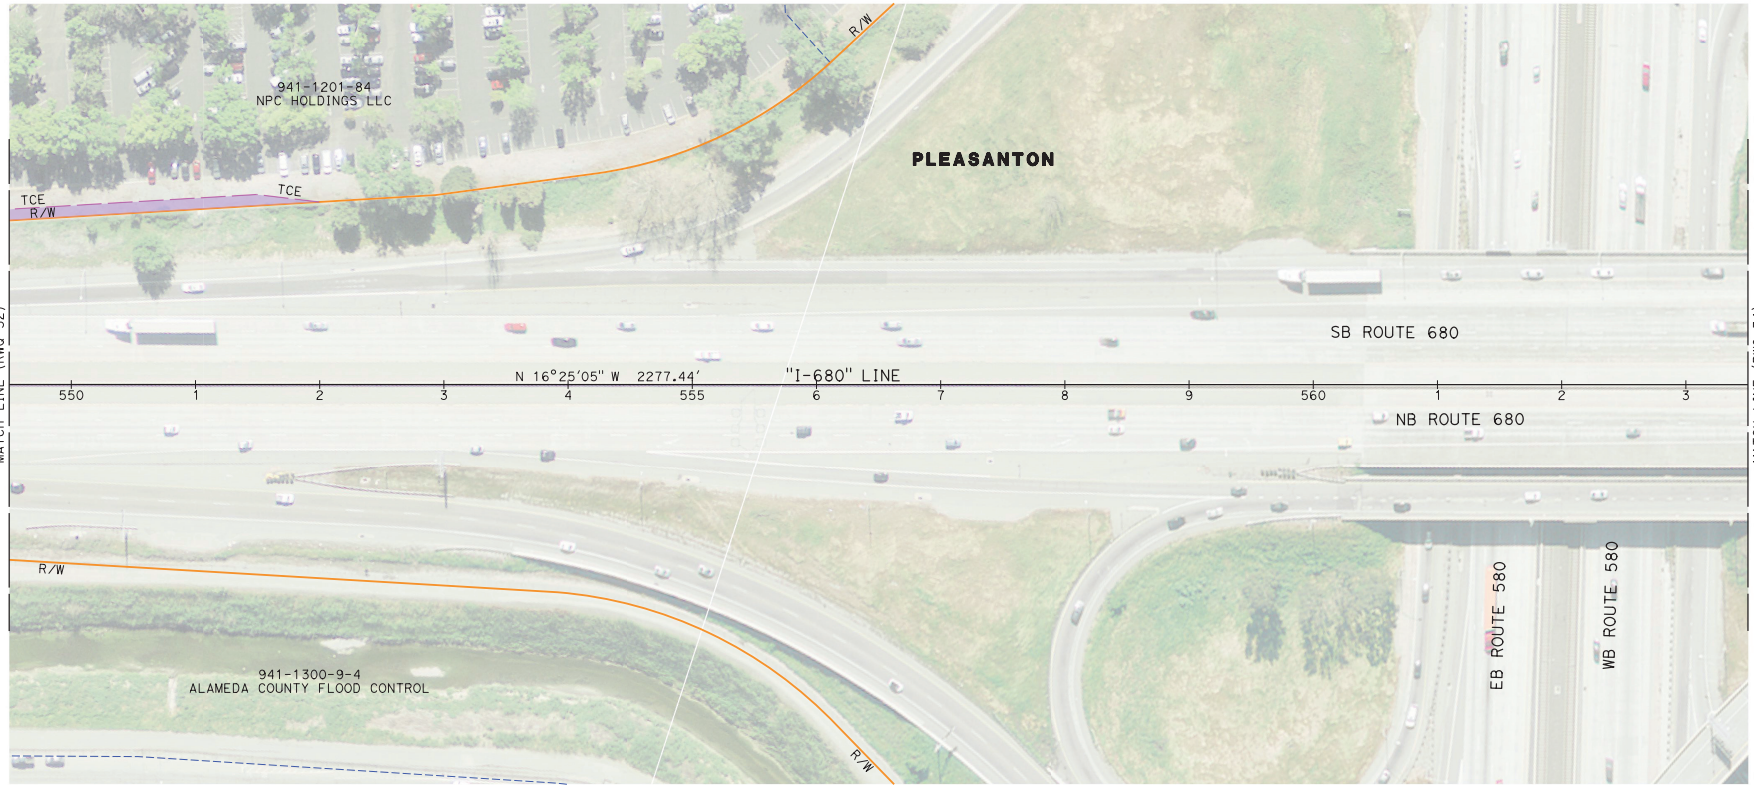 R/W
941-1201-84
NPC HOLDINGS LLC
PLEASANTON
TCE
TCE
R/W
SB ROUTE 680
N 16°25'05" W 2277.44'
"I-680" LINE
550 1 2 3 4 555 6 7 8 9 560 1 2 3
NB ROUTE 680
R/W
EB ROUTE 580
WB ROUTE 580
941-1300-9-4
ALAMEDA COUNTY FLOOD CONTROL
R/W